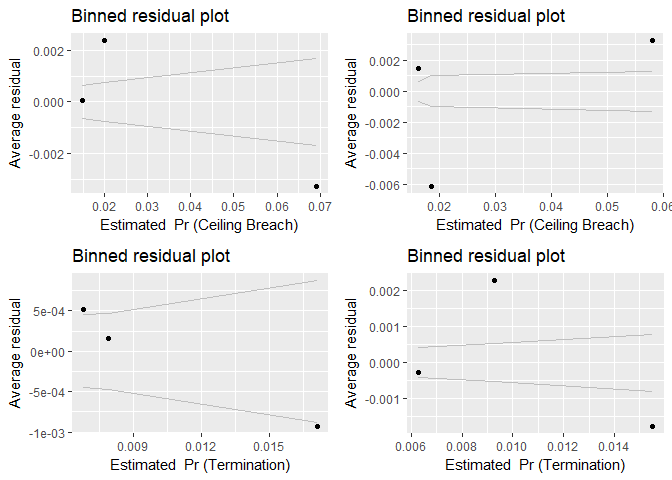 Binned residual plot
Average residual
0.002
0.000
-0.002
0.02 0.03 0.04 0.05 0.06 0.07
Estimated Pr (Ceiling Breach)
Binned residual plot
Average residual
0.002
0.000
-0.002
-0.004
-0.006
0.02 0.03 0.04 0.05 0.06
Estimated Pr (Ceiling Breach)
Binned residual plot
Average residual
5e-04
0e+00
-5e-04
-1e-03
0.009 0.012 0.015
Estimated Pr (Termination)
Binned residual plot
Average residual
0.002
0.001
0.000
-0.001
0.006 0.008 0.010 0.012 0.014
Estimated Pr (Termination)